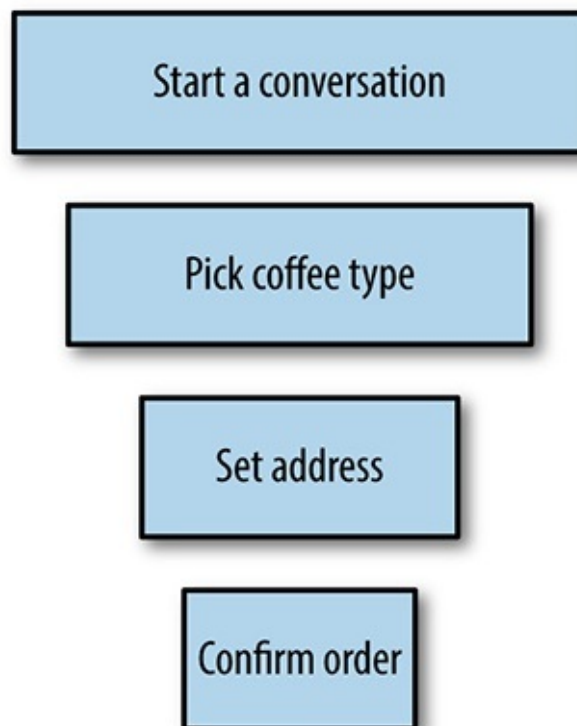 Start a conversation
Pick coffee type
Set address
Confirm order